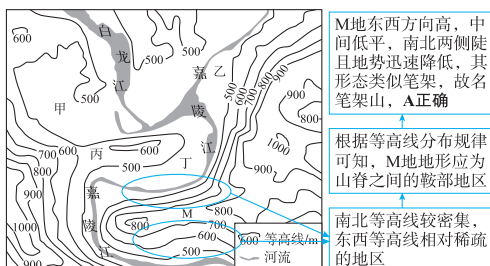 600
白
龙
江
500
500
甲
嘉
陵
江
乙
500
600
700
800
900
800
1000
900
700
600
丙
600
500
丁
800
900
嘉
陵
江
1000
900
M
800
800
700
600
500
600 等高线/m
河流
M地东西方向高，中
间低平，南北两侧陡
且地势迅速降低，其
形态类似笔架，故名
笔架山，A正确
根据等高线分布规律
可知，M地地形应为
山脊之间的鞍部地区
南北等高线较密集，
东西等高线相对稀疏
的地区